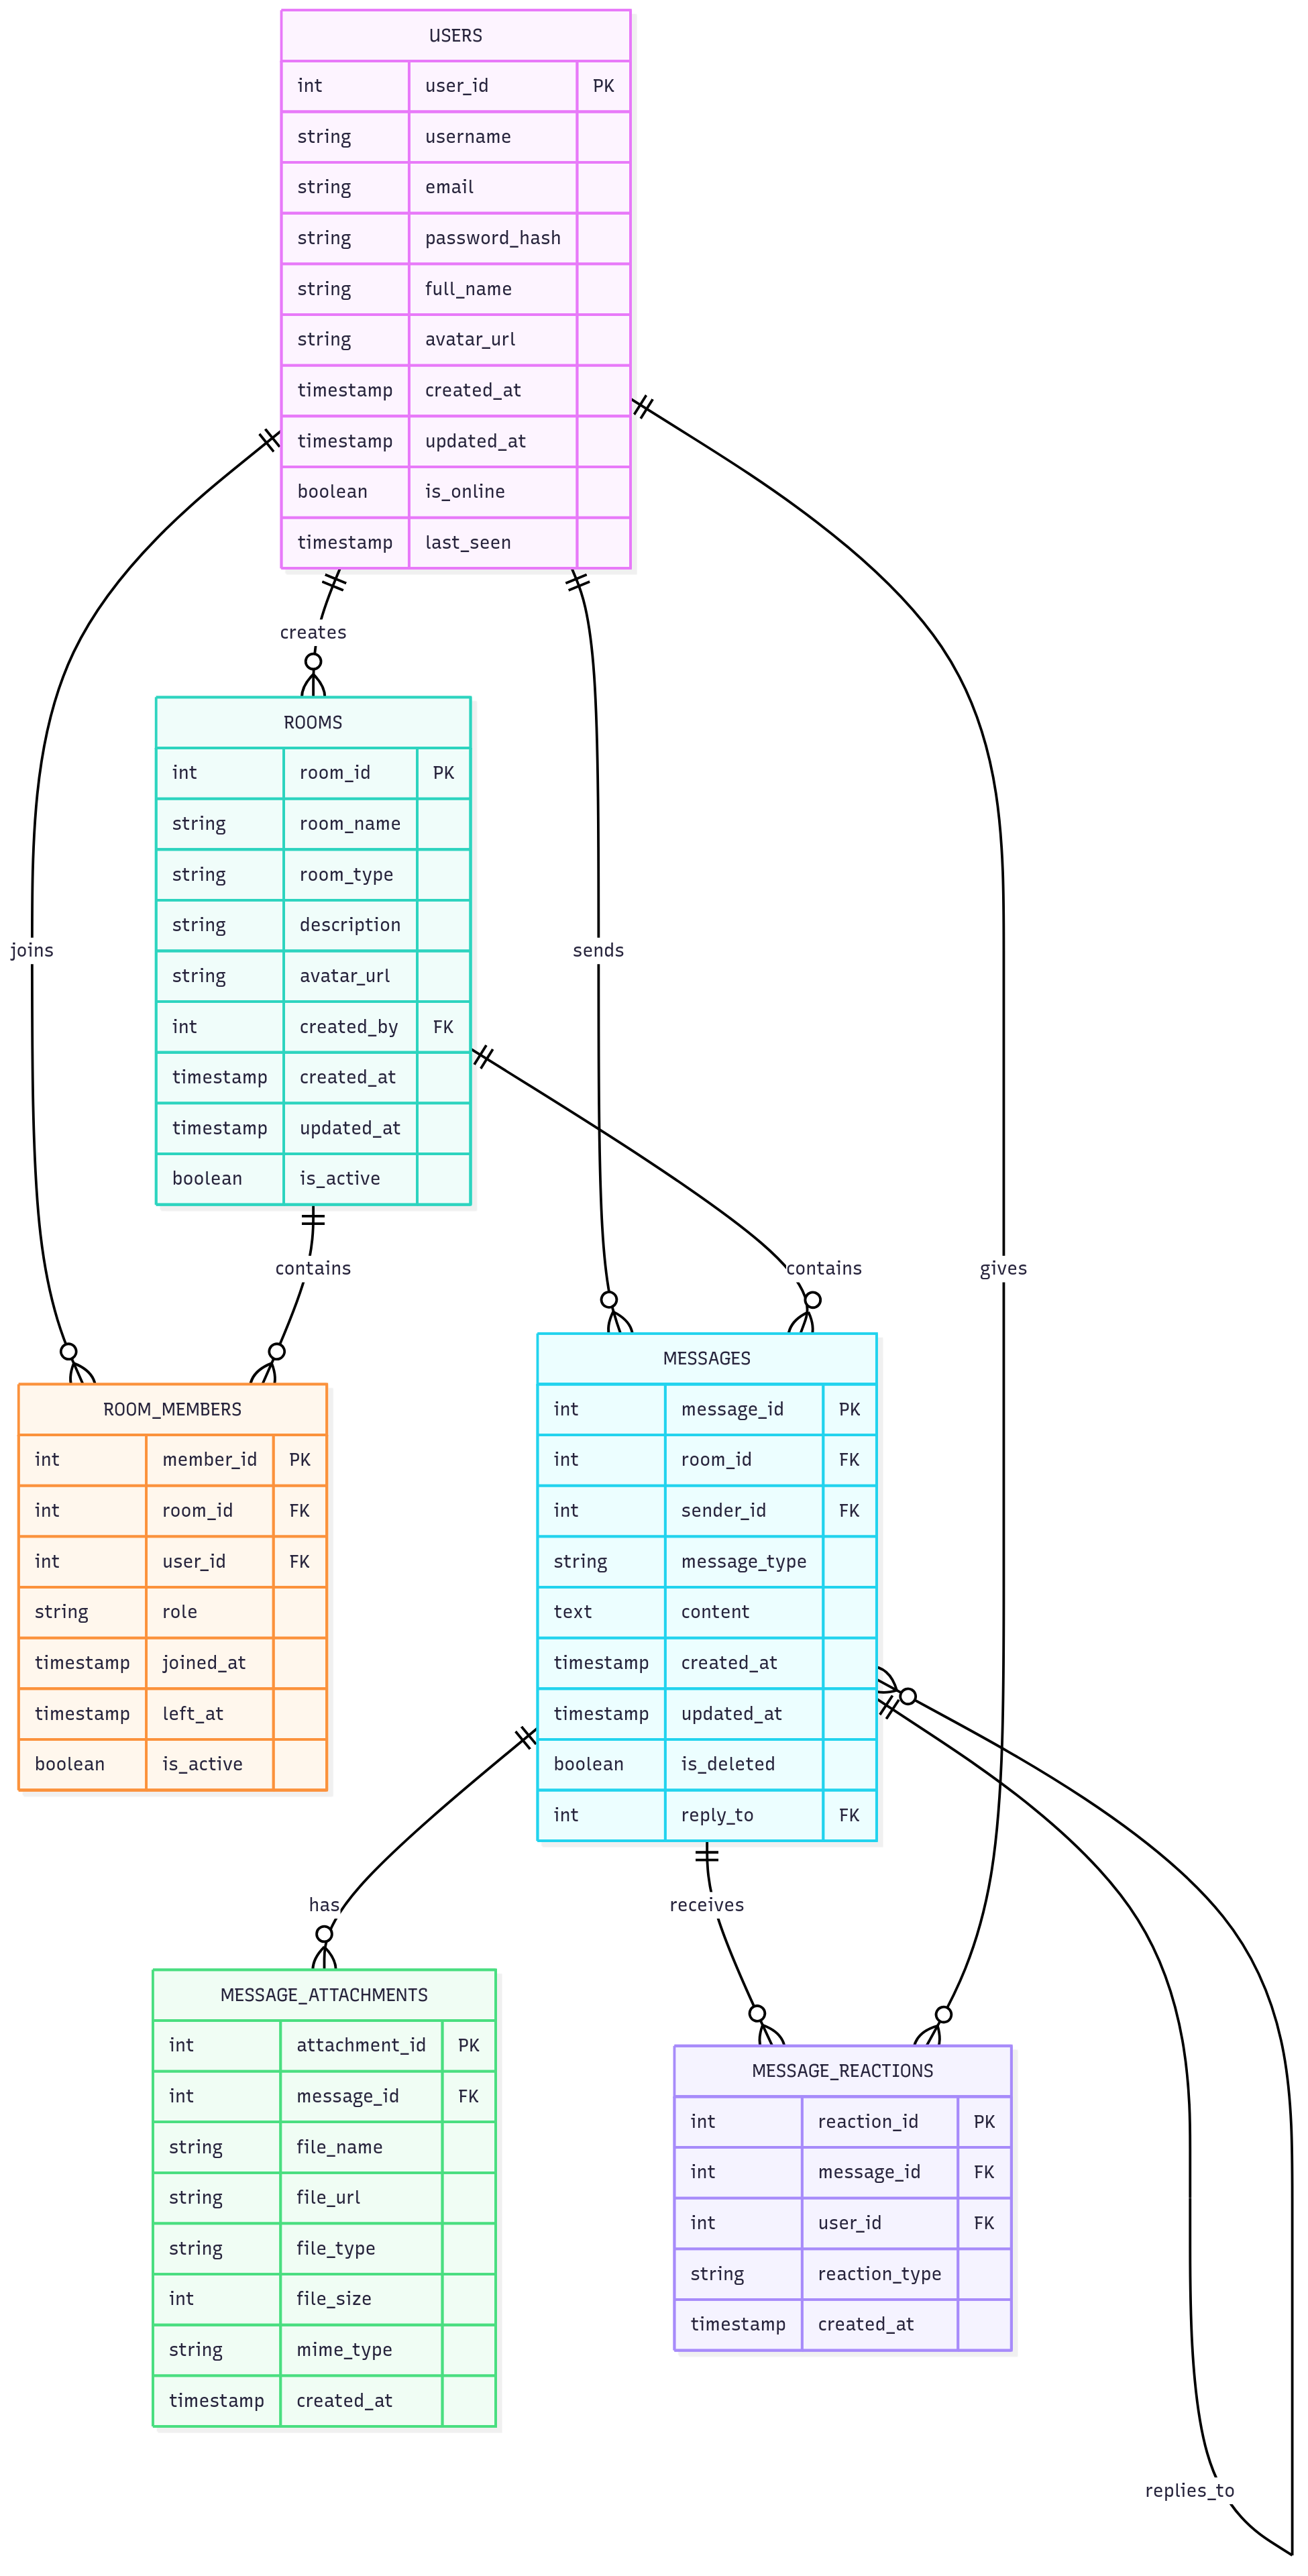 USERS
int user_id PK
string username
string email
string password_hash
string full_name
string avatar_url
timestamp created_at
timestamp updated_at
boolean is_online
timestamp last_seen
creates
ROOMS
int room_id PK
string room_name
string room_type
string description
string avatar_url
int created_by FK
timestamp created_at
timestamp updated_at
boolean is_active
joins
sends
contains
contains
gives
ROOM_MEMBERS
int member_id PK
int room_id FK
int user_id FK
string role
timestamp joined_at
timestamp left_at
boolean is_active
MESSAGES
int message_id PK
int room_id FK
int sender_id FK
string message_type
text content
timestamp created_at
timestamp updated_at
boolean is_deleted
int reply_to FK
has
receives
MESSAGE_ATTACHMENTS
int attachment_id PK
int message_id FK
string file_name
string file_url
string file_type
int file_size
string mime_type
timestamp created_at
MESSAGE_REACTIONS
int reaction_id PK
int message_id FK
int user_id FK
string reaction_type
timestamp created_at
replies_to